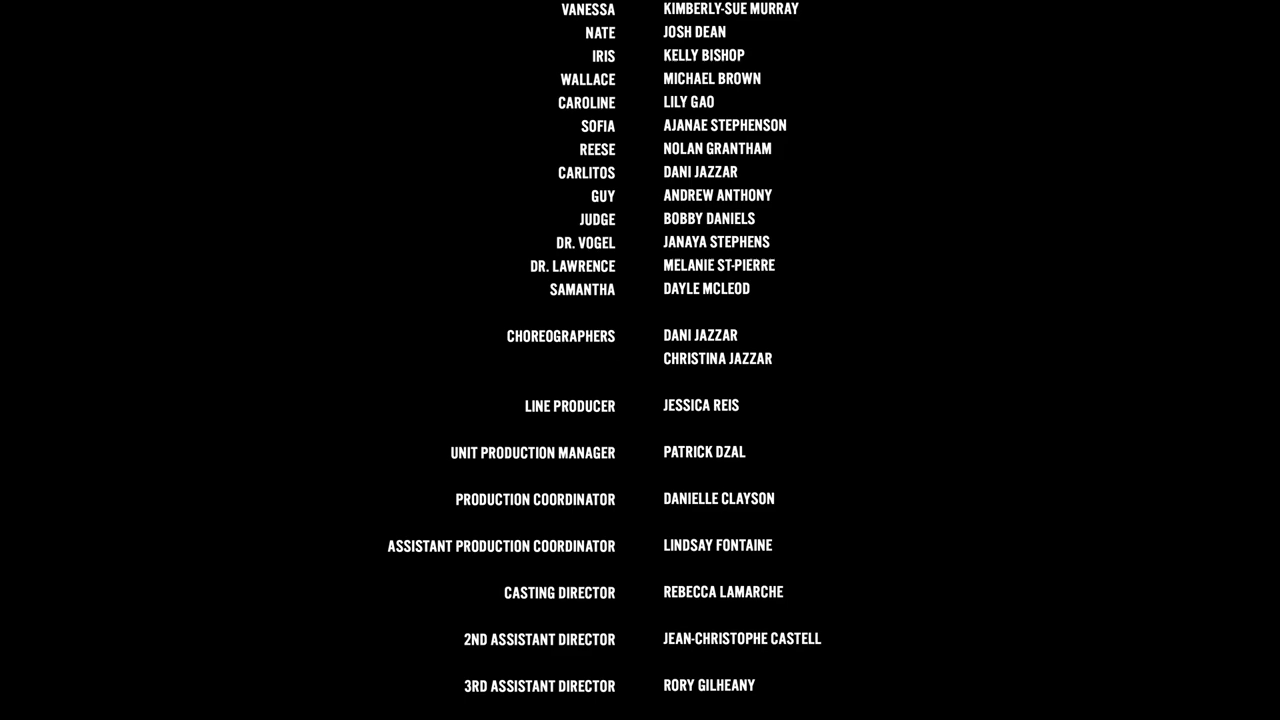 VANESSA KIMBERLY-SUE MURRAY
NATE JOSH DEAN
IRIS KELLY BISHOP
WALLACE MICHAEL BROWN
CAROLINE LILY GAO
SOFIA AJANAE STEPHENSON
REESE NOLAN GRANTHAM
CARLITOS DANI JAZZAR
GUY ANDREW ANTHONY
JUDGE BOBBY DANIELS
DR. VOGEL JANAYA STEPHENS
DR. LAWRENCE MELANIE ST-PIERRE
SAMANTHA DAYLE MCLEOD
CHOREOGRAPHERS DANI JAZZAR
CHRISTINA JAZZAR
LINE PRODUCER JESSICA REIS
UNIT PRODUCTION MANAGER PATRICK DZAL
PRODUCTION COORDINATOR DANIELLE CLAYSON
ASSISTANT PRODUCTION COORDINATOR LINDSAY FONTAINE
CASTING DIRECTOR REBECCA LAMARCHE
2ND ASSISTANT DIRECTOR JEAN-CHRISTOPHE CASTELL
3RD ASSISTANT DIRECTOR RORY GILHEANY